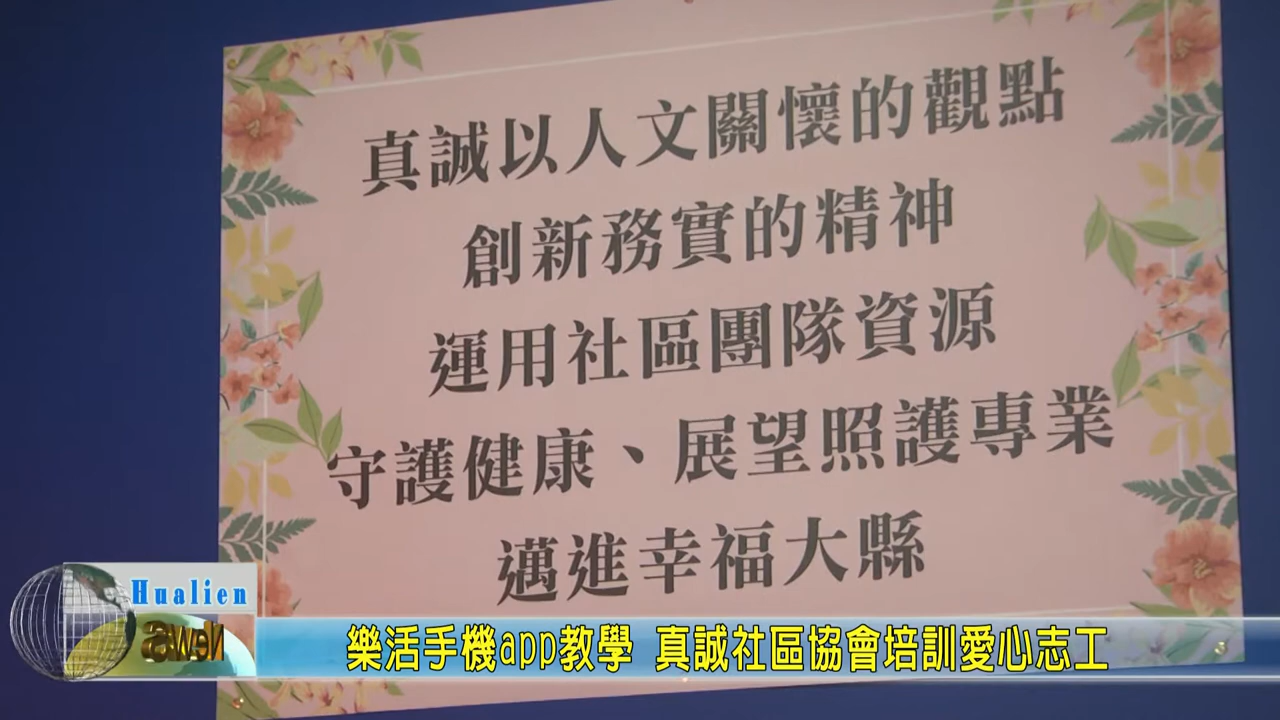 真誠以人文關懷的觀點
創新務實的精神
運用社區團隊資源
守護健康、展望照護專業
邁進幸福大縣
Hualien
News
樂活手機app教學 真誠社區協會培訓愛心志工